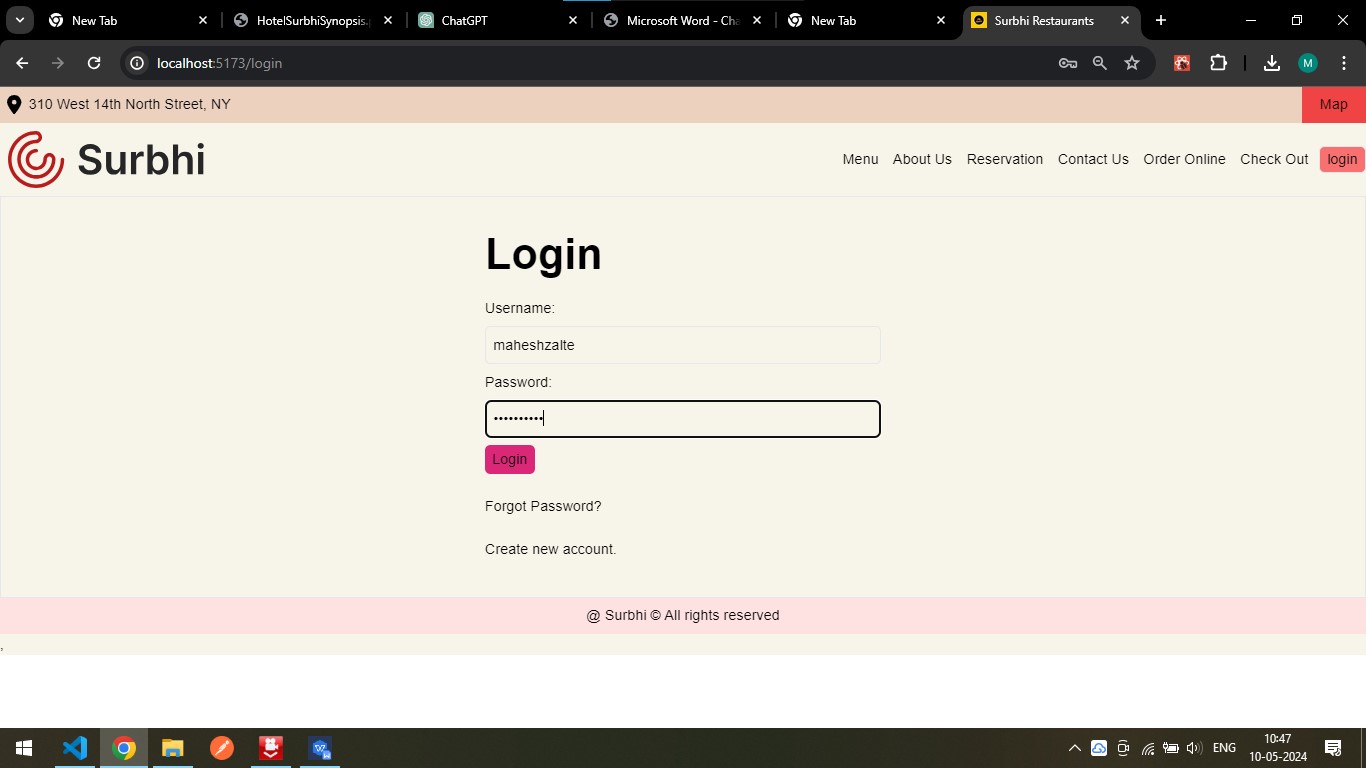 New Tab
HotelSurbhiSynopsis.
ChatGPT
Microsoft Word - Cha
New Tab
Surbhi Restaurants
localhost:5173/login
M
310 West 14th North Street, NY
Map
Surbhi
Menu
About Us
Reservation
Contact Us
Order Online
Check Out
login
Login
Username:
maheshzalte
Password:
••••••••••
Login
Forgot Password?
Create new account.
@ Surbhi © All rights reserved
,
ENG
10:47
10-05-2024